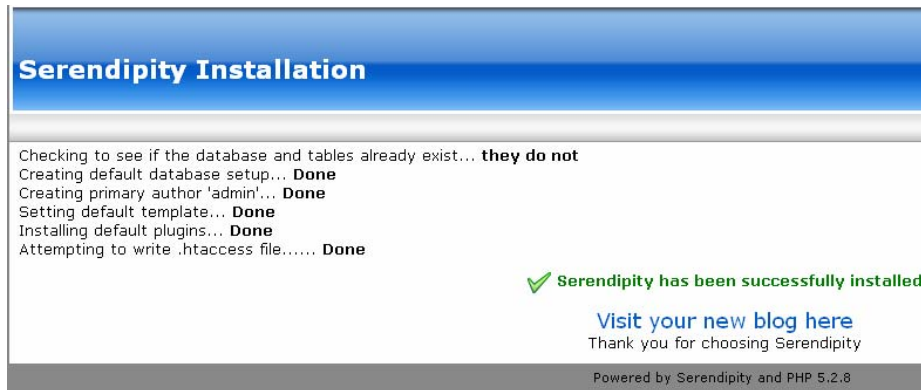 Serendipity Installation
Checking to see if the database and tables already exist... they do not
Creating default database setup... Done
Creating primary author 'admin'... Done
Setting default template... Done
Installing default plugins... Done
Attempting to write .htaccess file...... Done
Serendipity has been successfully installed
Visit your new blog here
Thank you for choosing Serendipity
Powered by Serendipity and PHP 5.2.8